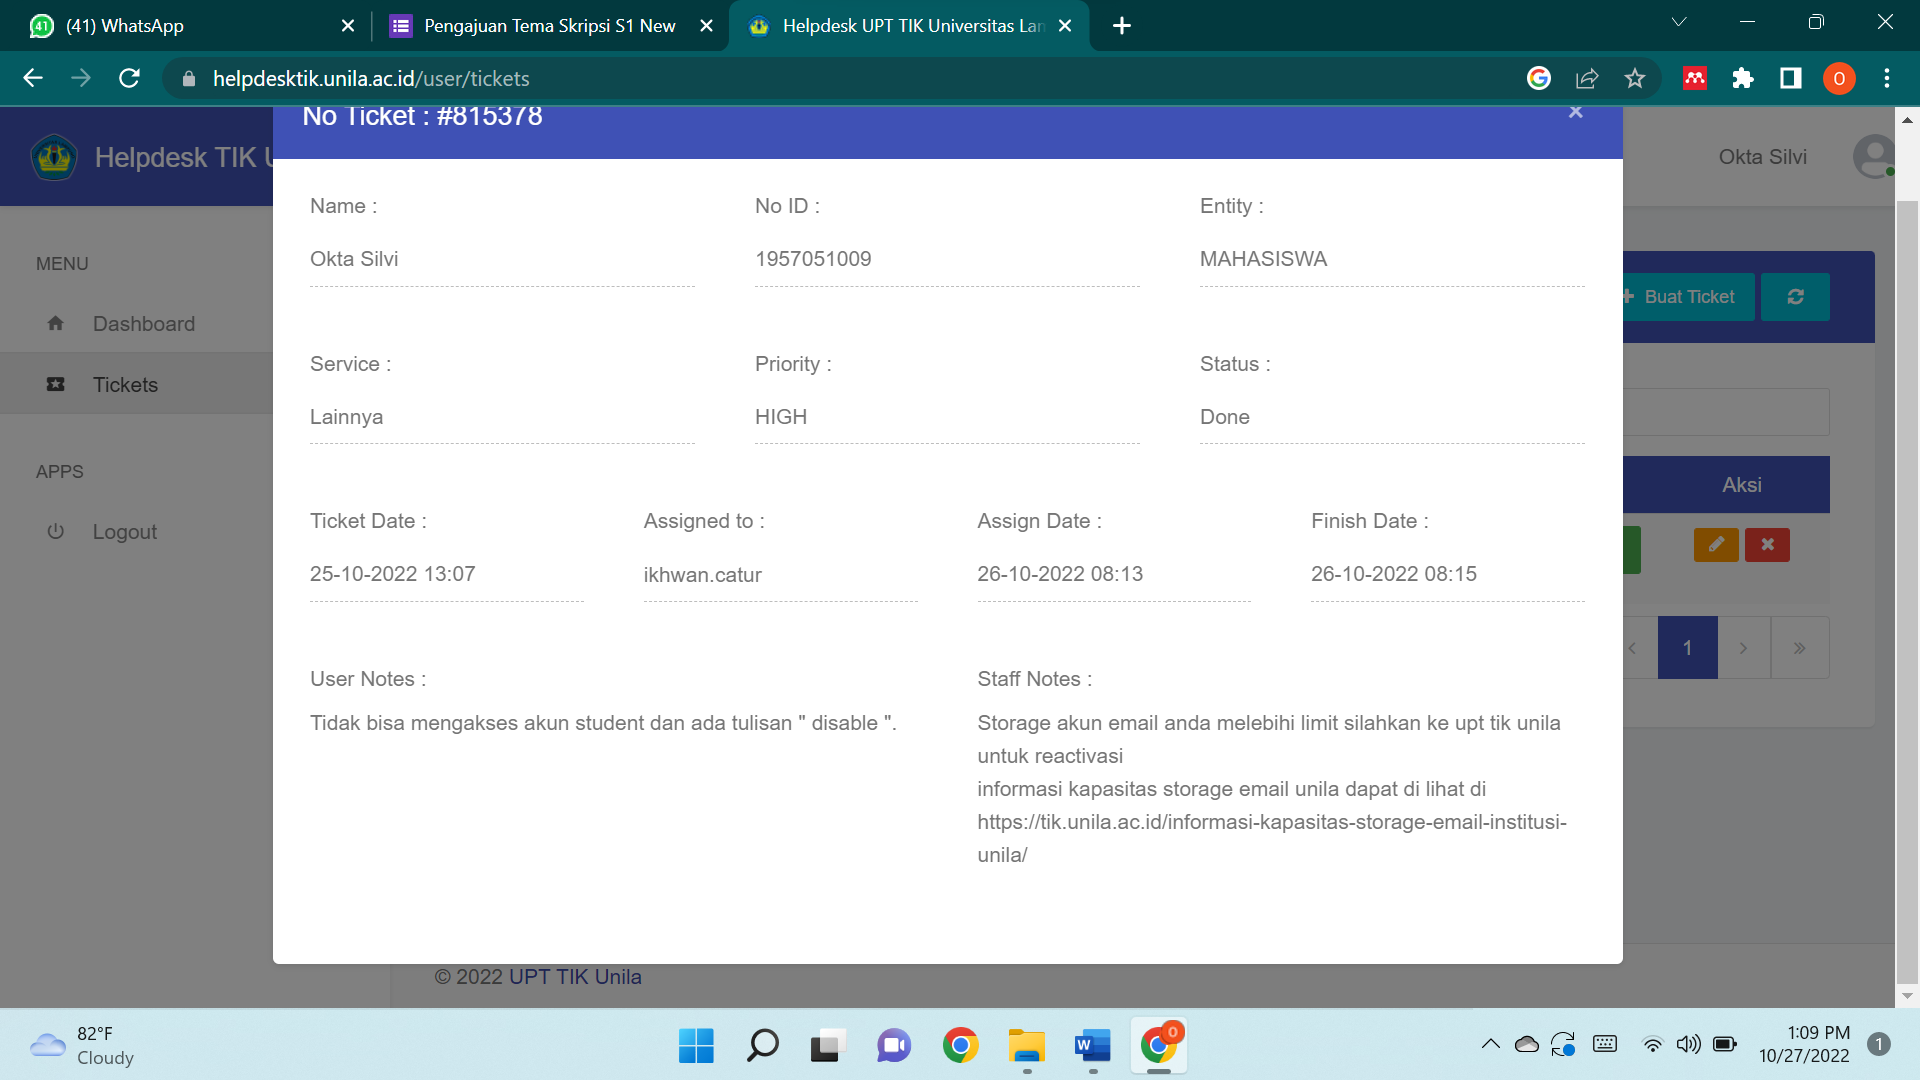 (41) WhatsApp
Pengajuan Tema Skripsi S1 New
Helpdesk UPT TIK Universitas Lan
helpdesktik.unila.ac.id/user/tickets
O
No Ticket : #815378
×
Helpdesk TIK U
Okta Silvi
MENU
Dashboard
Tickets
APPS
Logout
Name :
No ID :
Entity :
Okta Silvi
1957051009
MAHASISWA
Service :
Priority :
Status :
Lainnya
HIGH
Done
Ticket Date :
Assigned to :
Assign Date :
Finish Date :
25-10-2022 13:07
ikhwan.catur
26-10-2022 08:13
26-10-2022 08:15
User Notes :
Staff Notes :
Tidak bisa mengakses akun student dan ada tulisan " disable ".
Storage akun email anda melebihi limit silahkan ke upt tik unila
untuk reactivasi
informasi kapasitas storage email unila dapat di lihat di
https://tik.unila.ac.id/informasi-kapasitas-storage-email-institusi-
unila/
Buat Ticket
Aksi
‹ 1 › »
© 2022 UPT TIK Unila
82°F
Cloudy
1:09 PM
10/27/2022
1